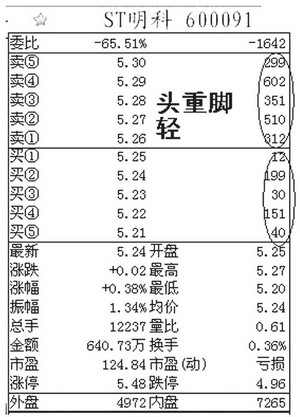 ☆ ST明科 600091
委比 -65.51% -1642
卖⑤ 5.30 299
卖④ 5.29 602
卖③ 5.28 351
卖② 5.27 510
卖① 5.26 312
头重脚
轻
买① 5.25 12
买② 5.24 199
买③ 5.23 30
买④ 5.22 151
买⑤ 5.21 40
最新 5.24 开盘 5.25
涨跌 +0.02 最高 5.27
涨幅 +0.38% 最低 5.20
振幅 1.34% 均价 5.24
总手 12237 量比 0.61
金额 640.73万 换手 0.36%
市盈 124.84 市盈(动) 亏损
涨停 5.48 跌停 4.96
外盘 4972 内盘 7265